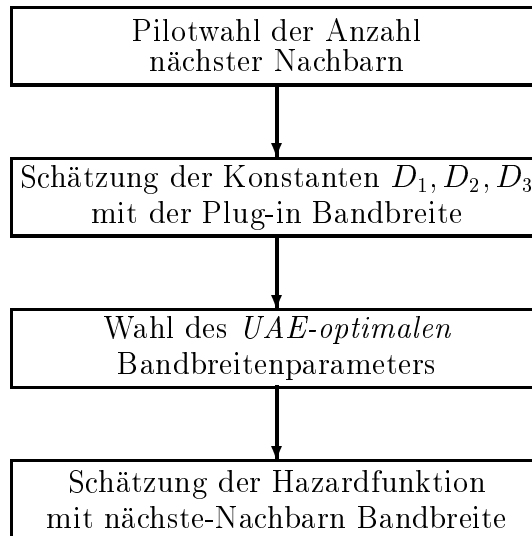 Pilotwahl der Anzahl
nächster Nachbarn
Schätzung der Konstanten D₁, D₂, D₃
mit der Plug-in Bandbreite
Wahl des UAE-optimalen
Bandbreitenparameters
Schätzung der Hazardfunktion
mit nächste-Nachbarn Bandbreite